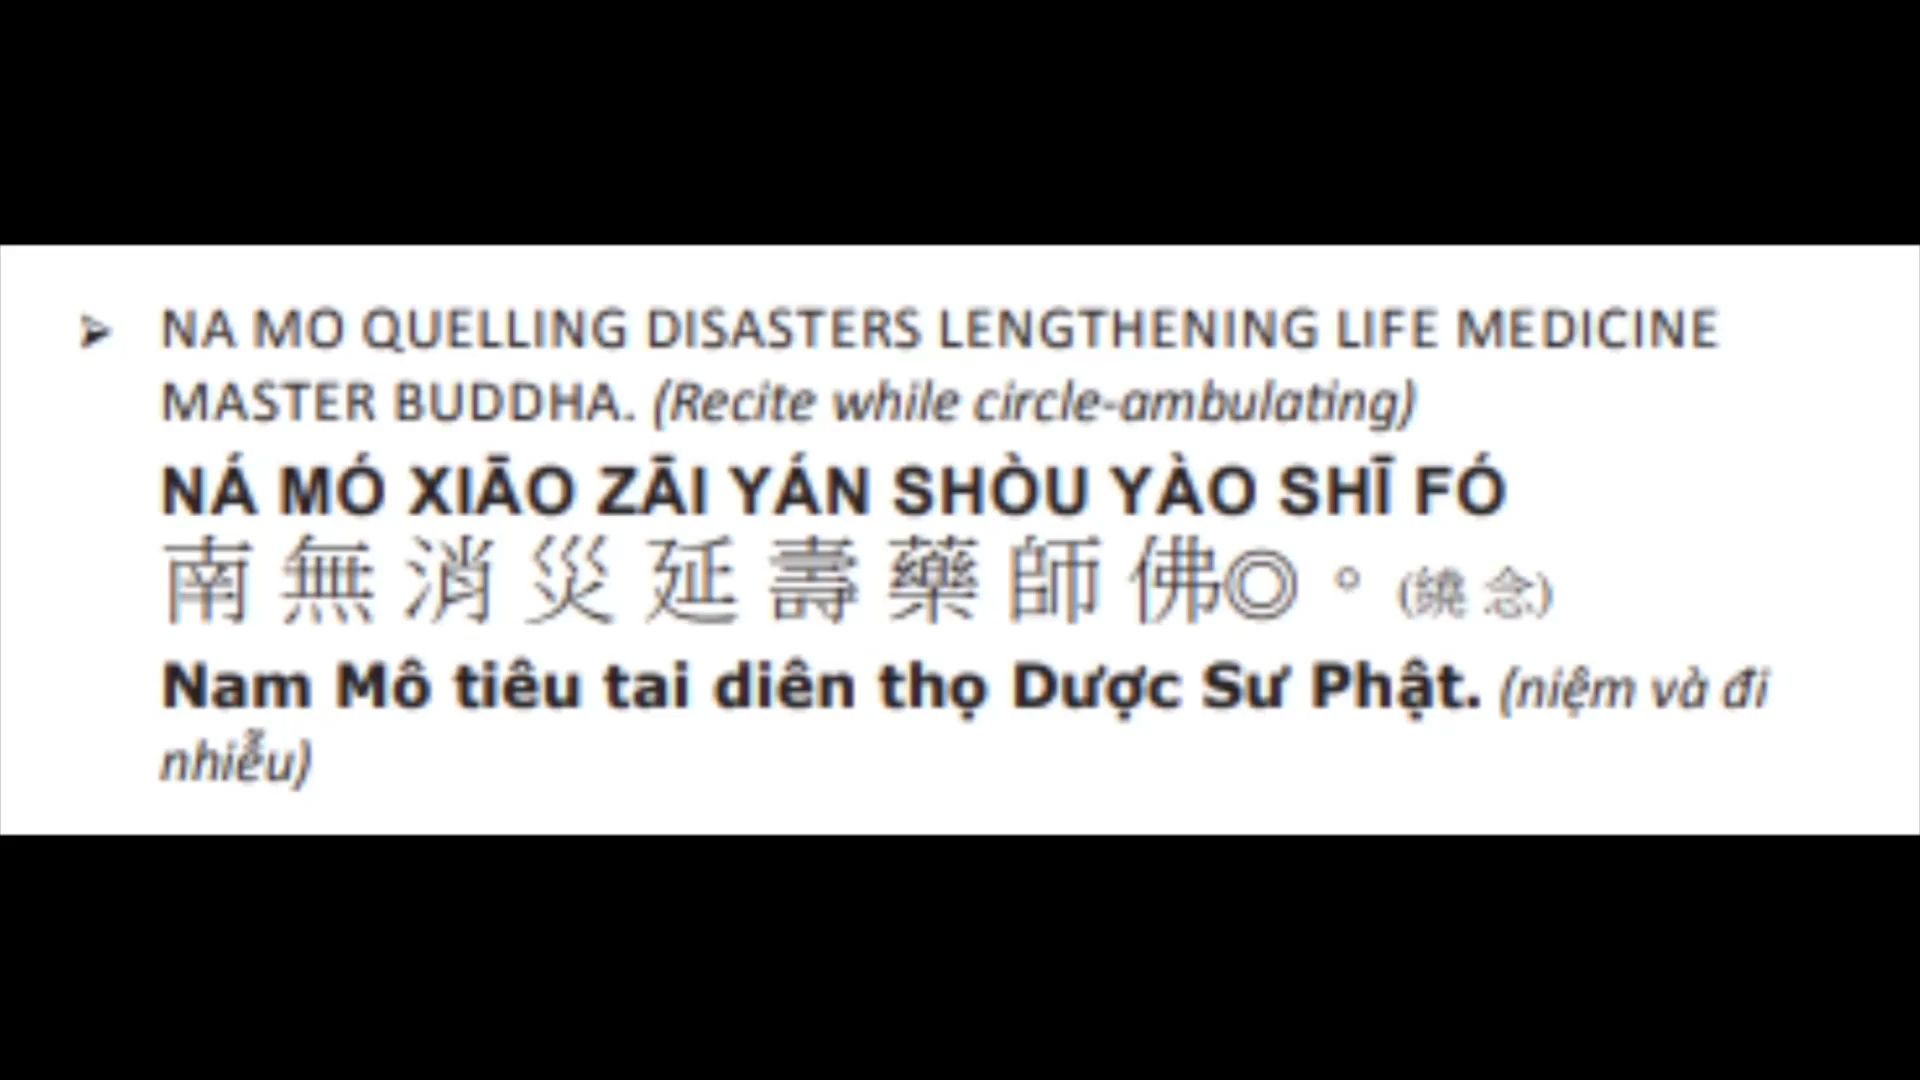 ➢ NA MO QUELLING DISASTERS LENGTHENING LIFE MEDICINE
MASTER BUDDHA. (Recite while circle-ambulating)
NÁ MÓ XIĀO ZĀI YÁN SHÒU YÀO SHĪ FÓ
南 無 消 災 延 壽 藥 師 佛◎。(繞 念)
Nam Mô tiêu tai diên thọ Dược Sư Phật. (niệm và đi
nhiễu)